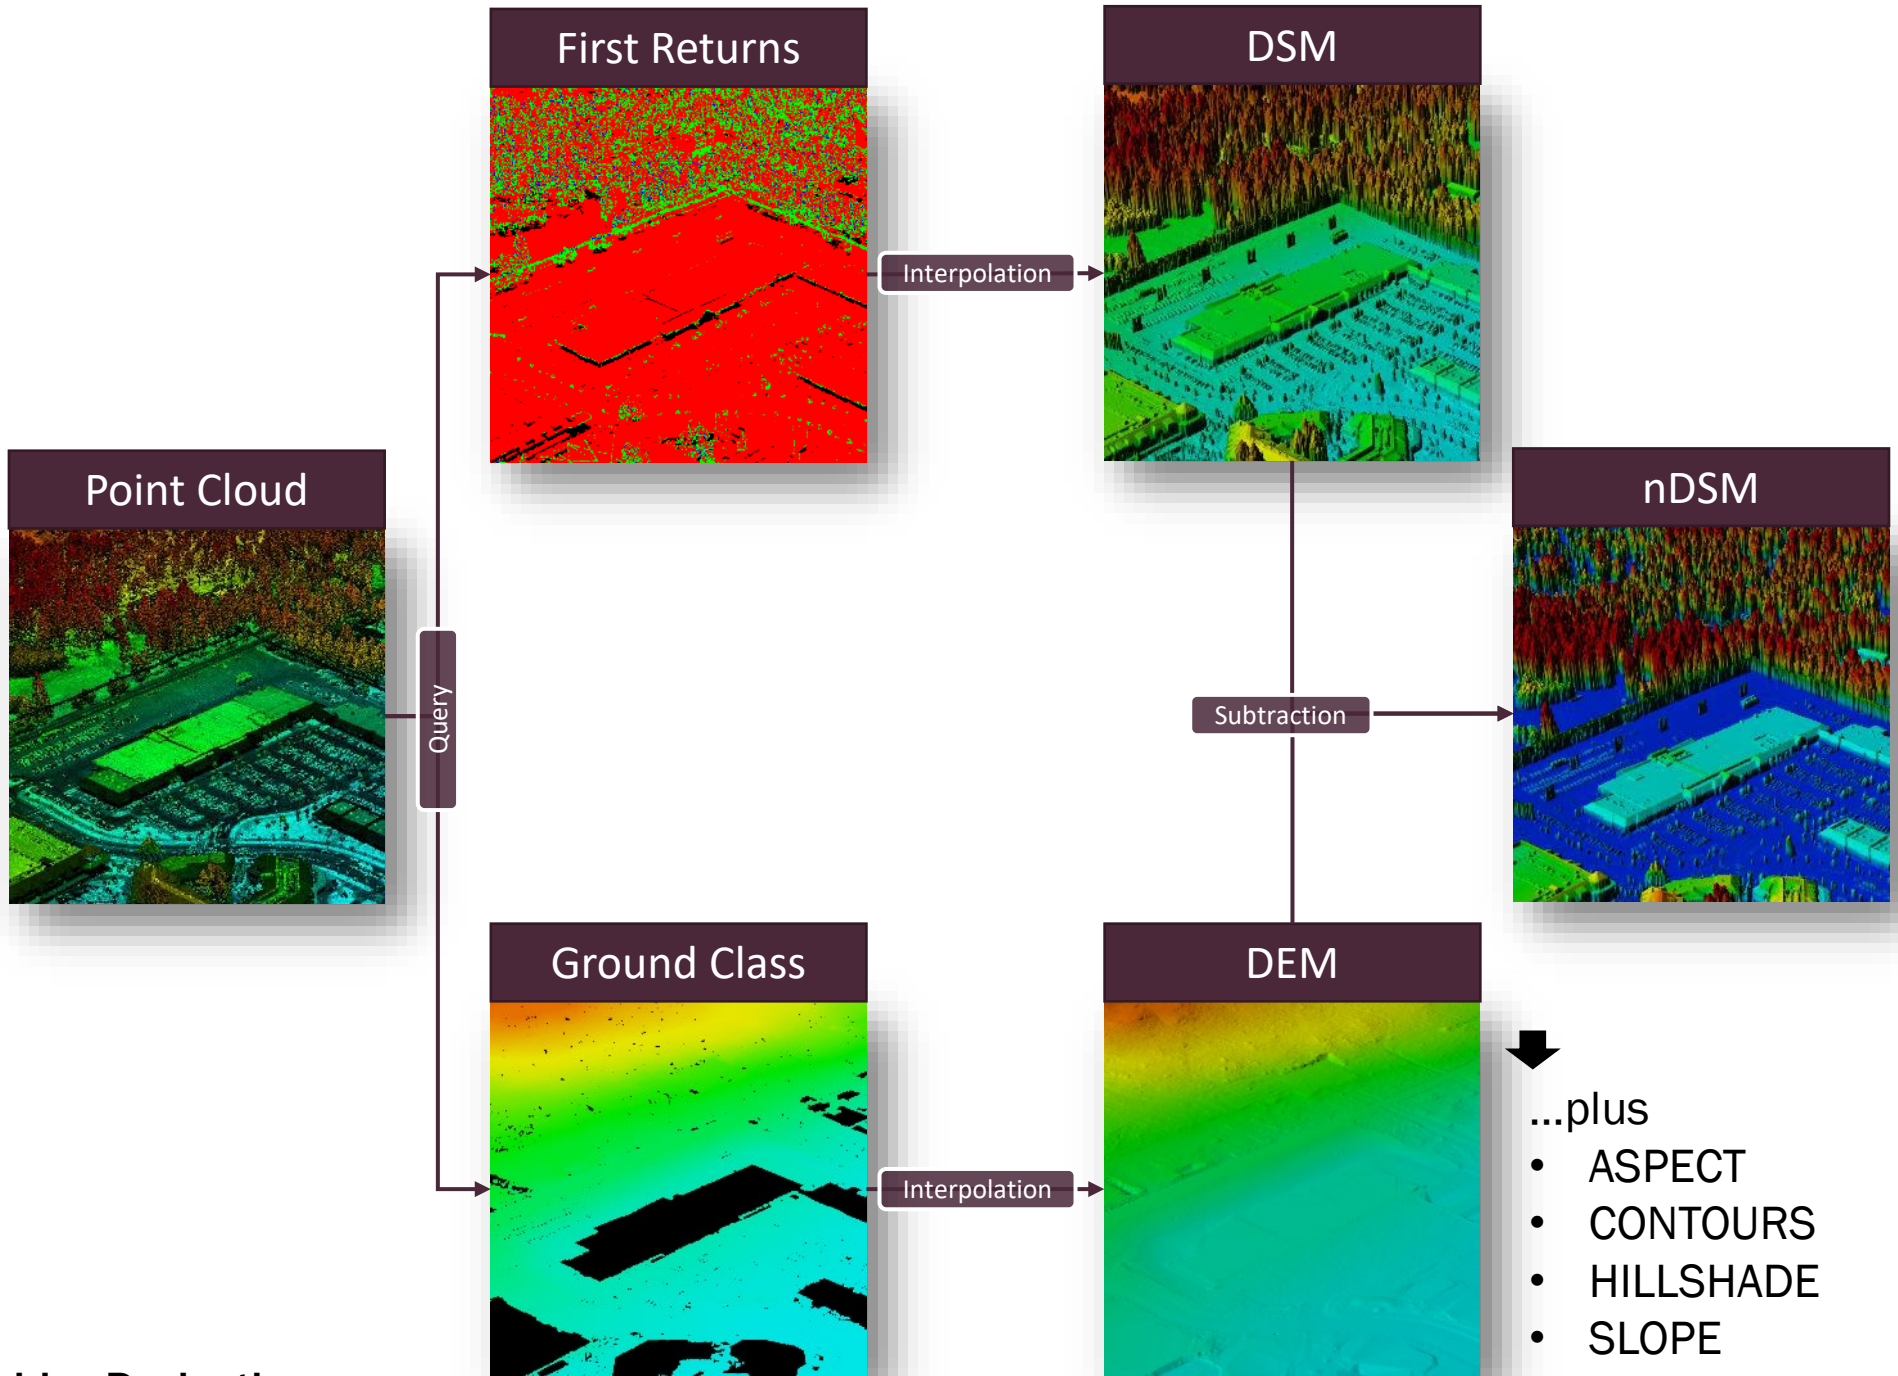 First Returns
DSM
Interpolation
Point Cloud
nDSM
Query
Subtraction
Ground Class
DEM
Interpolation
...plus
• ASPECT
• CONTOURS
• HILLSHADE
• SLOPE